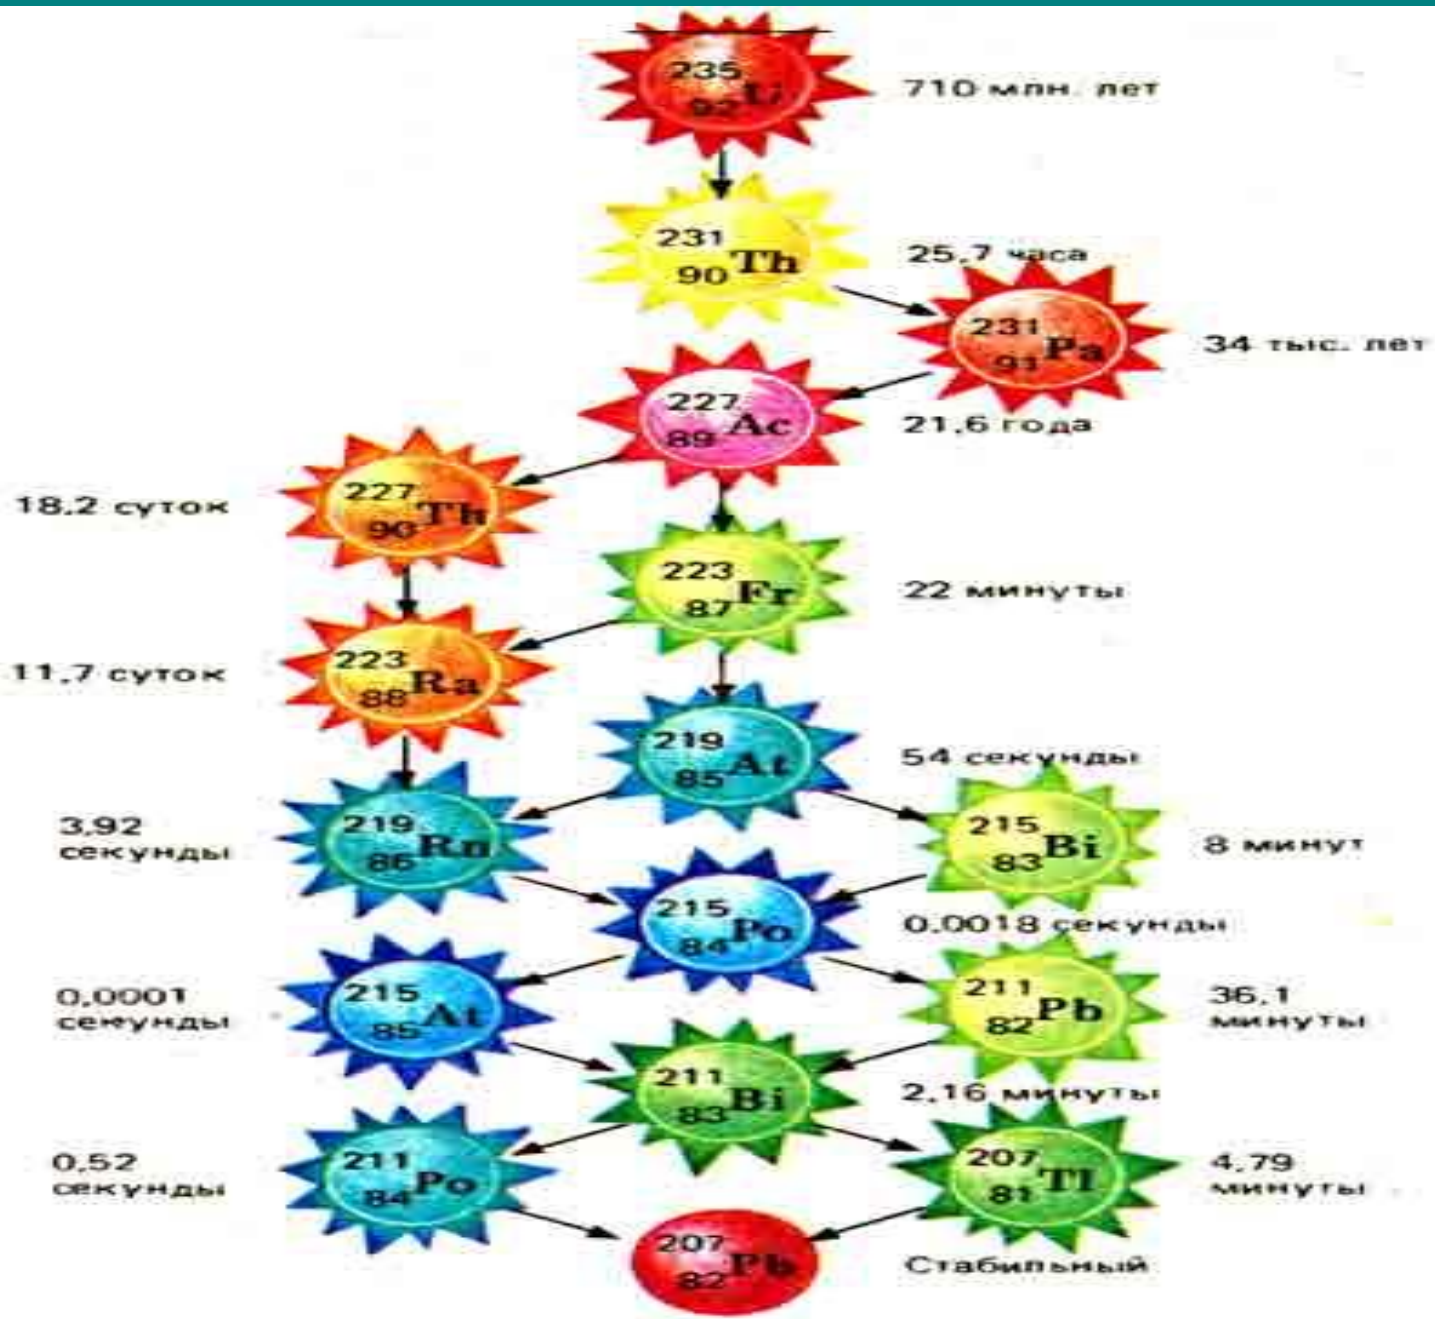 235
92 U
710 млн. лет
231
90 Th
25,7 часа
231
91 Pa
34 тыс. лет
227
89 Ac
21,6 года
227
90 Th
18,2 суток
223
87 Fr
22 минуты
223
88 Ra
11,7 суток
219
85 At
54 секунды
219
86 Rn
3,92
секунды
215
83 Bi
8 минут
215
84 Po
0,0018 секунды
215
85 At
0,0001
секунды
211
82 Pb
36,1
минуты
211
83 Bi
2,16 минуты
211
84 Po
0,52
секунды
207
81 Tl
4,79
минуты
207
82 Pb
Стабильный